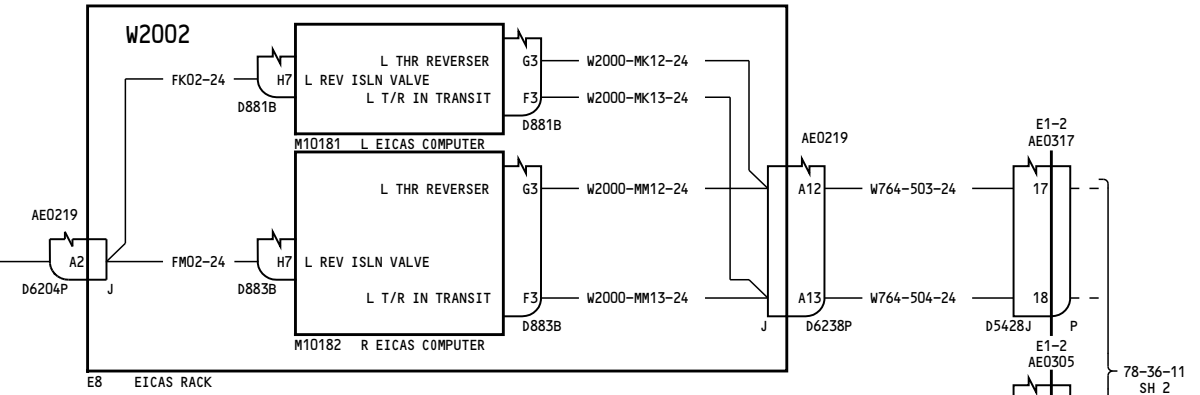 W2002
L THR REVERSER
G3
W2000-MK12-24
FK02-24
H7
L REV ISLN VALVE
L T/R IN TRANSIT
F3
W2000-MK13-24
D881B
D881B
M10181 L EICAS COMPUTER
AE0219
E1-2
AE0317
L THR REVERSER
G3
W2000-MM12-24
A12
W764-503-24
17
AE0219
A2
FM02-24
H7
L REV ISLN VALVE
D6204P
J
D883B
L T/R IN TRANSIT
F3
W2000-MM13-24
A13
W764-504-24
18
D883B
J
D6238P
D5428J
P
M10182 R EICAS COMPUTER
E1-2
AE0305
E8 EICAS RACK
78-36-11
SH 2